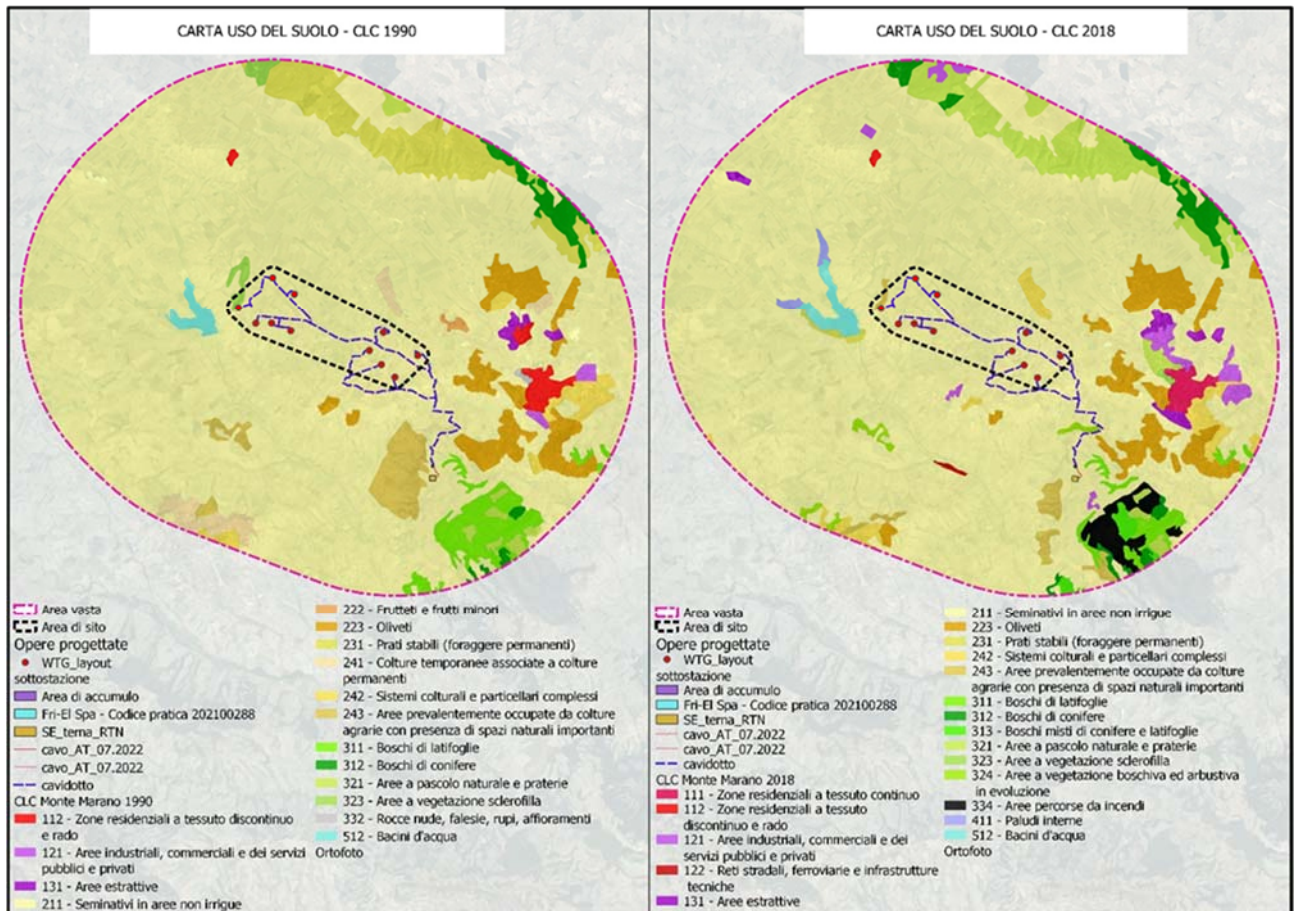 CARTA USO DEL SUOLO - CLC 1990
Area vasta
Area di sito
Opere progettate
WTG_layout
sottostazione
Area di accumulo
Fri-El Spa - Codice pratica 202100288
SE_terna_RTN
cavo_AT_07.2022
cavo_AT_07.2022
cavidotto
CLC Monte Marano 1990
112 - Zone residenziali a tessuto discontinuo
e rado
121 - Aree industriali, commerciali e dei servizi
pubblici e privati
131 - Aree estrattive
211 - Seminativi in aree non irrigue
222 - Frutteti e frutti minori
223 - Oliveti
231 - Prati stabili (foraggere permanenti)
241 - Colture temporanee associate a colture
permanenti
242 - Sistemi colturali e particellari complessi
243 - Aree prevalentemente occupate da colture
agrarie con presenza di spazi naturali importanti
311 - Boschi di latifoglie
312 - Boschi di conifere
321 - Aree a pascolo naturale e praterie
323 - Aree a vegetazione sclerofilla
332 - Rocce nude, falesie, rupi, affioramenti
512 - Bacini d'acqua
Ortofoto
CARTA USO DEL SUOLO - CLC 2018
Area vasta
Area di sito
Opere progettate
WTG_layout
sottostazione
Area di accumulo
Fri-El Spa - Codice pratica 202100288
SE_terna_RTN
cavo_AT_07.2022
cavo_AT_07.2022
cavidotto
CLC Monte Marano 2018
111 - Zone residenziali a tessuto continuo
112 - Zone residenziali a tessuto
discontinuo e rado
121 - Aree industriali, commerciali e dei
servizi pubblici e privati
122 - Reti stradali, ferroviarie e infrastrutture
tecniche
131 - Aree estrattive
211 - Seminativi in aree non irrigue
223 - Oliveti
231 - Prati stabili (foraggere permanenti)
242 - Sistemi colturali e particellari complessi
243 - Aree prevalentemente occupate da colture
agrarie con presenza di spazi naturali importanti
311 - Boschi di latifoglie
312 - Boschi di conifere
313 - Boschi misti di conifere e latifoglie
321 - Aree a pascolo naturale e praterie
323 - Aree a vegetazione sclerofilla
324 - Aree a vegetazione boschiva ed arbustiva
in evoluzione
334 - Aree percorse da incendi
411 - Paludi interne
512 - Bacini d'acqua
Ortofoto